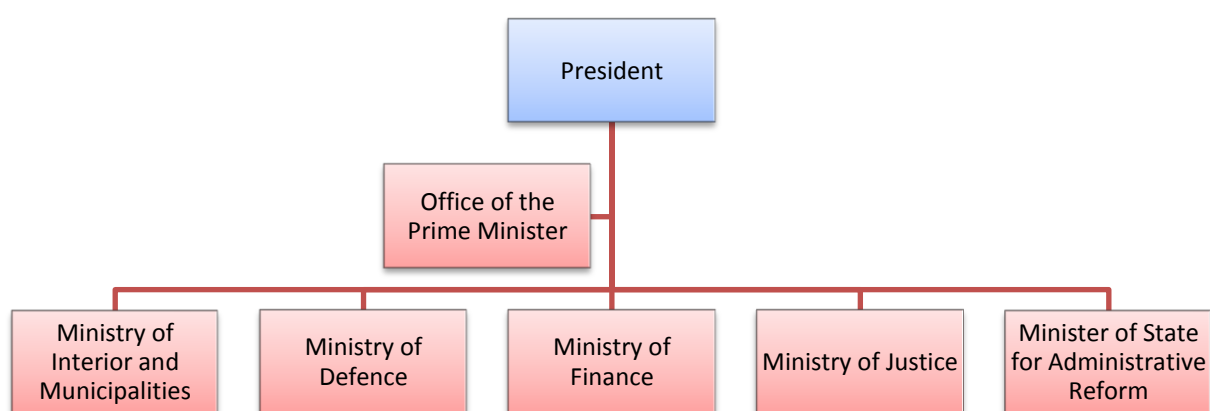 President
Office of the
Prime Minister
Ministry of
Interior and
Municipalities
Ministry of
Defence
Ministry of
Finance
Ministry of Justice
Minister of State
for Administrative
Reform